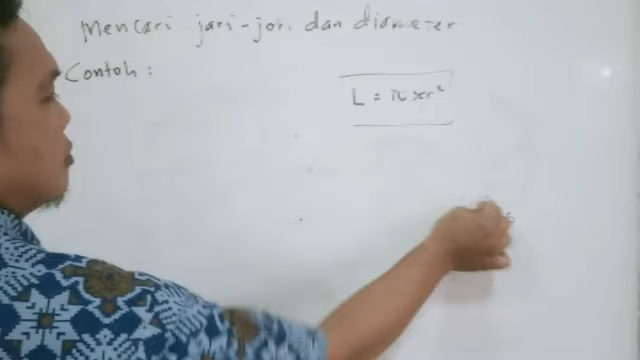 Mencari jari-jari dan diameter
Contoh :
L = π x r²